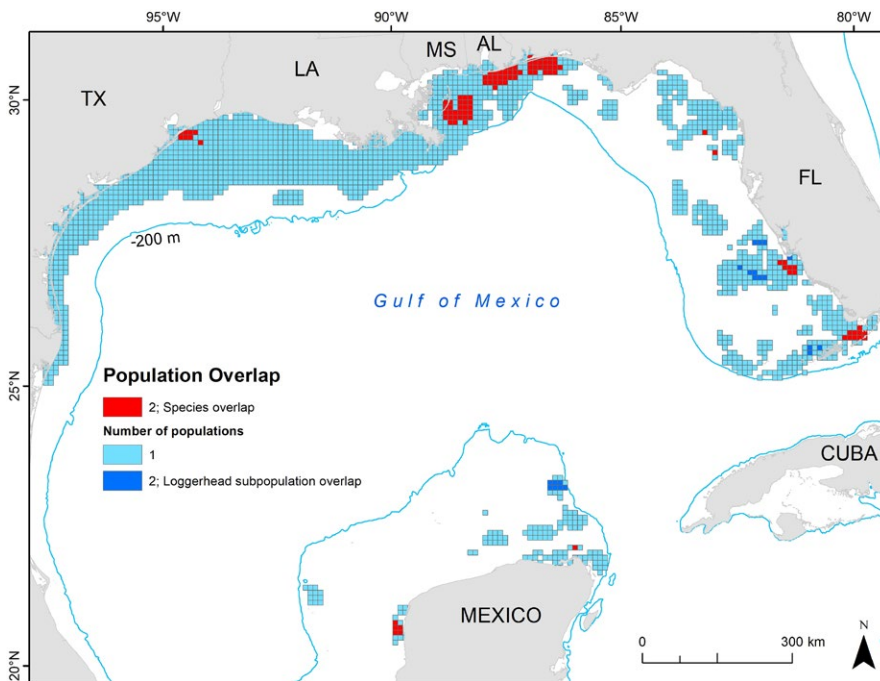 95°W
90°W
85°W
80°W
MS
AL
LA
TX
30°N
FL
-200 m
Gulf of Mexico
25°N
Population Overlap
2; Species overlap
Number of populations
1
2; Loggerhead subpopulation overlap
CUBA
MEXICO
N
0
300 km
20°N